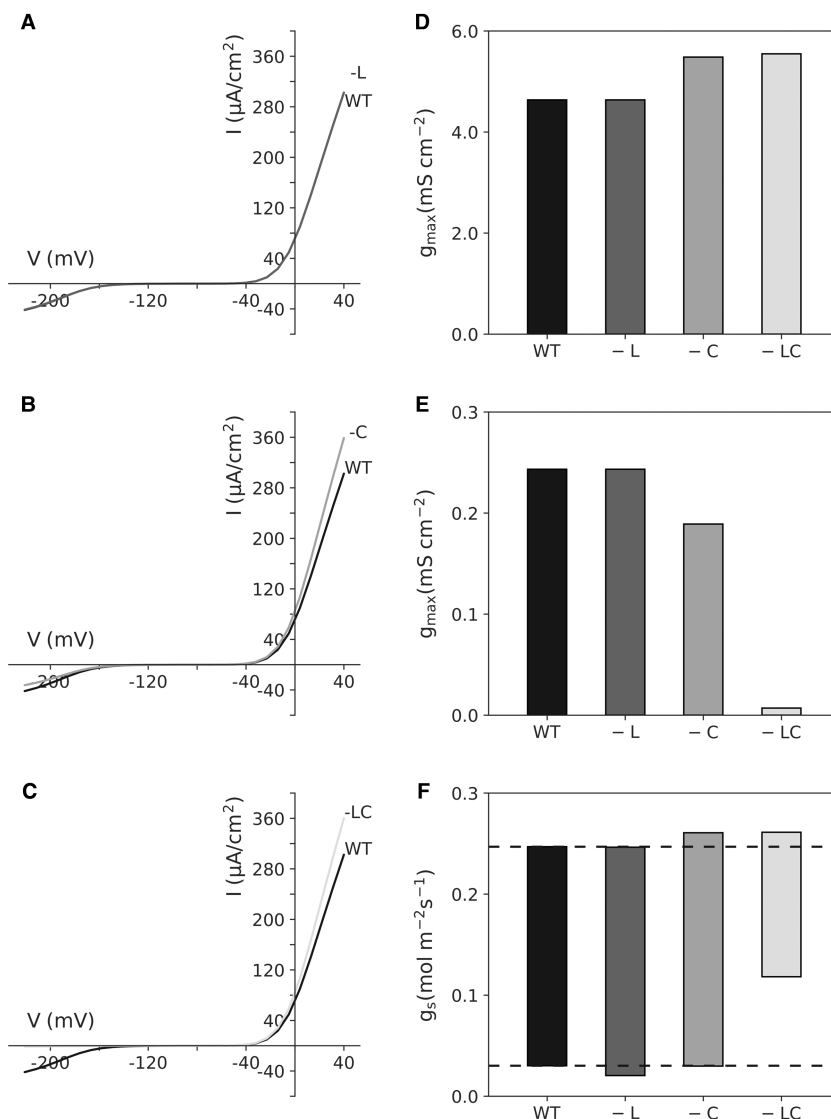 A
I (μA/cm²)
360
280
200
120
40
-40
-L
WT
V (mV)
-200
-120
-40
40
B
I (μA/cm²)
360
280
200
120
40
-40
-C
WT
V (mV)
-200
-120
-40
40
C
I (μA/cm²)
360
280
200
120
40
-40
-LC
WT
V (mV)
-200
-120
-40
40
D
gmax(mS cm−2)
6.0
4.0
2.0
0.0
WT − L − C − LC
E
gmax(mS cm−2)
0.3
0.2
0.1
0.0
WT − L − C − LC
F
gs(mol m−2s−1)
0.3
0.2
0.1
0.0
WT − L − C − LC